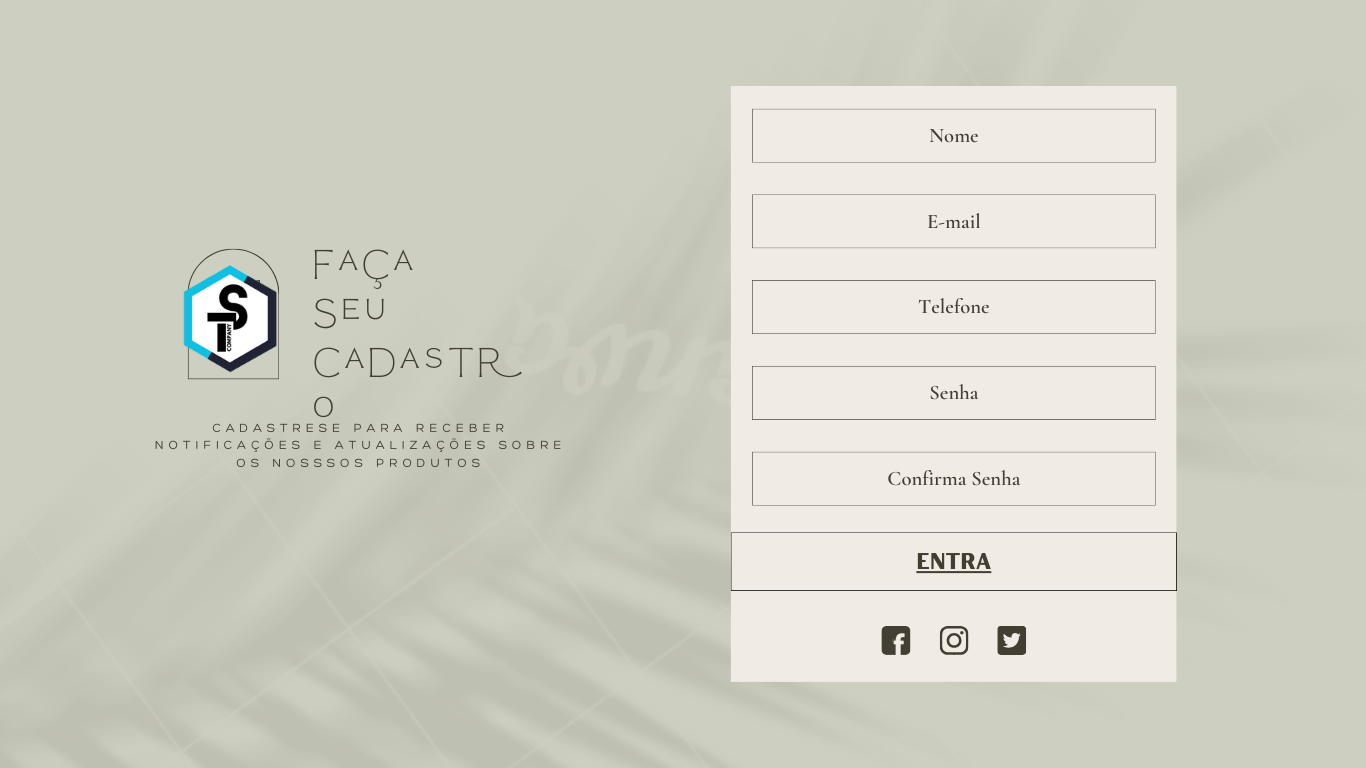 FAÇA
SEU
CADASTR
O
CADASTRESE PARA RECEBER
NOTIFICAÇÕES E ATUALIZAÇÕES SOBRE
OS NOSSSOS PRODUTOS
ST
COMPANY
Nome
E-mail
Telefone
Senha
Confirma Senha
ENTRA